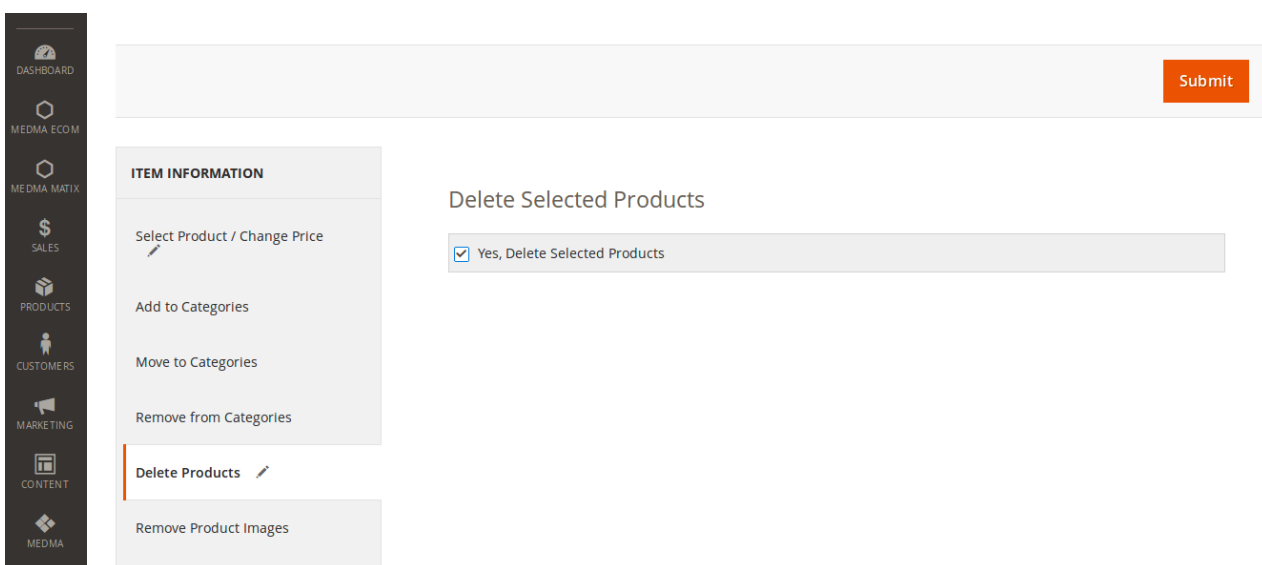 DASHBOARD
MEDMA ECOM
MEDMA MATIX
$
SALES
PRODUCTS
CUSTOMERS
MARKETING
CONTENT
MEDMA
Submit
ITEM INFORMATION
Select Product / Change Price
Add to Categories
Move to Categories
Remove from Categories
Delete Products
Remove Product Images
Delete Selected Products
Yes, Delete Selected Products